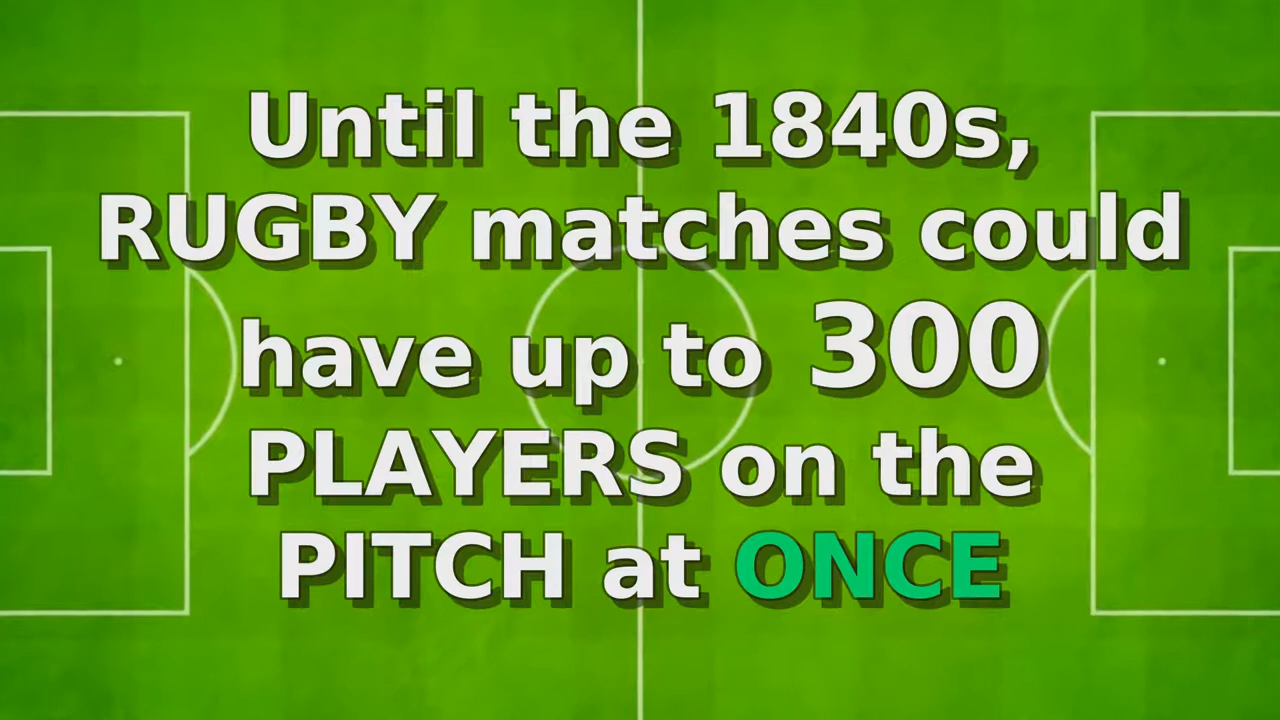 Until the 1840s,
RUGBY matches could
have up to 300
PLAYERS on the
PITCH at ONCE